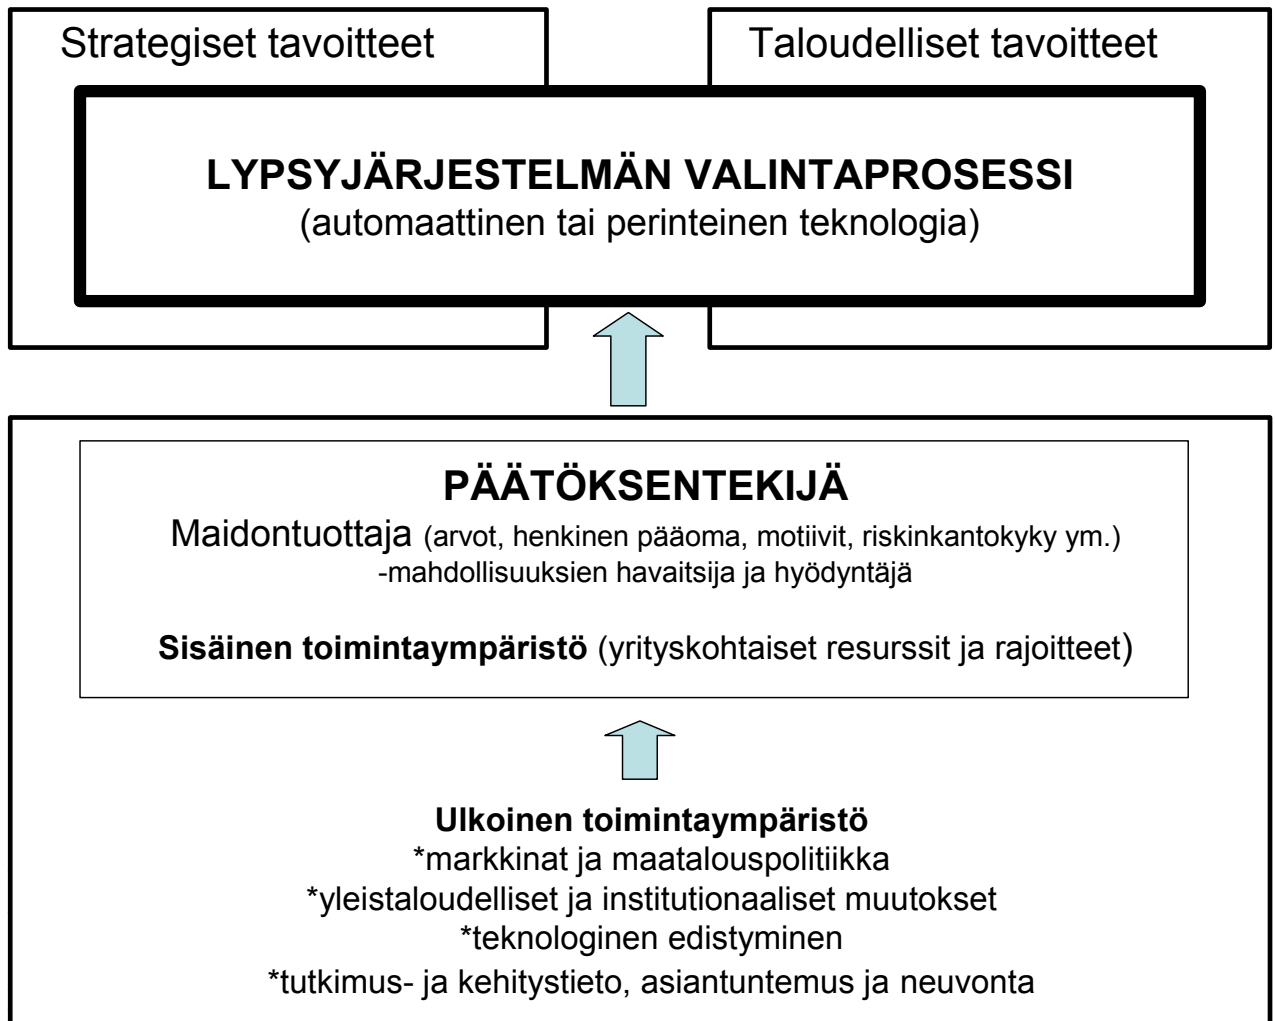 Strategiset tavoitteet
Taloudelliset tavoitteet
LYPSYJÄRJESTELMÄN VALINTAPROSESSI
(automaattinen tai perinteinen teknologia)
PÄÄTÖKSENTEKIJÄ
Maidontuottaja (arvot, henkinen pääoma, motiivit, riskinkantokyky ym.)
-mahdollisuuksien havaitsija ja hyödyntäjä
Sisäinen toimintaympäristö (yrityskohtaiset resurssit ja rajoitteet)
Ulkoinen toimintaympäristö
*markkinat ja maatalouspolitiikka
*yleistaloudelliset ja institutionaaliset muutokset
*teknologinen edistyminen
*tutkimus- ja kehitystieto, asiantuntemus ja neuvonta